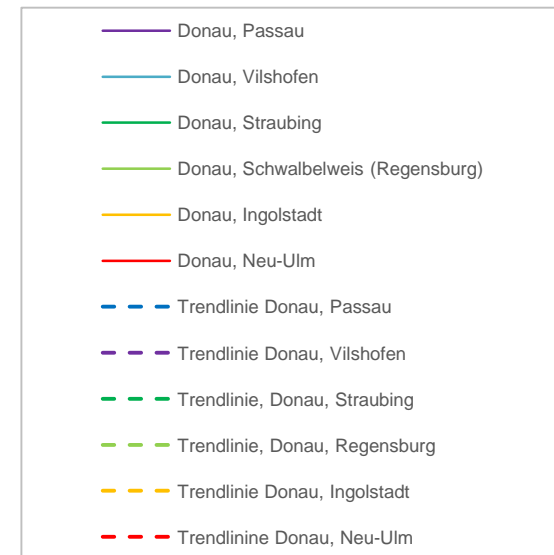 Donau, Passau
Donau, Vilshofen
Donau, Straubing
Donau, Schwalbelweis (Regensburg)
Donau, Ingolstadt
Donau, Neu-Ulm
Trendlinie Donau, Passau
Trendlinie Donau, Vilshofen
Trendlinie, Donau, Straubing
Trendlinie, Donau, Regensburg
Trendlinie Donau, Ingolstadt
Trendlinine Donau, Neu-Ulm